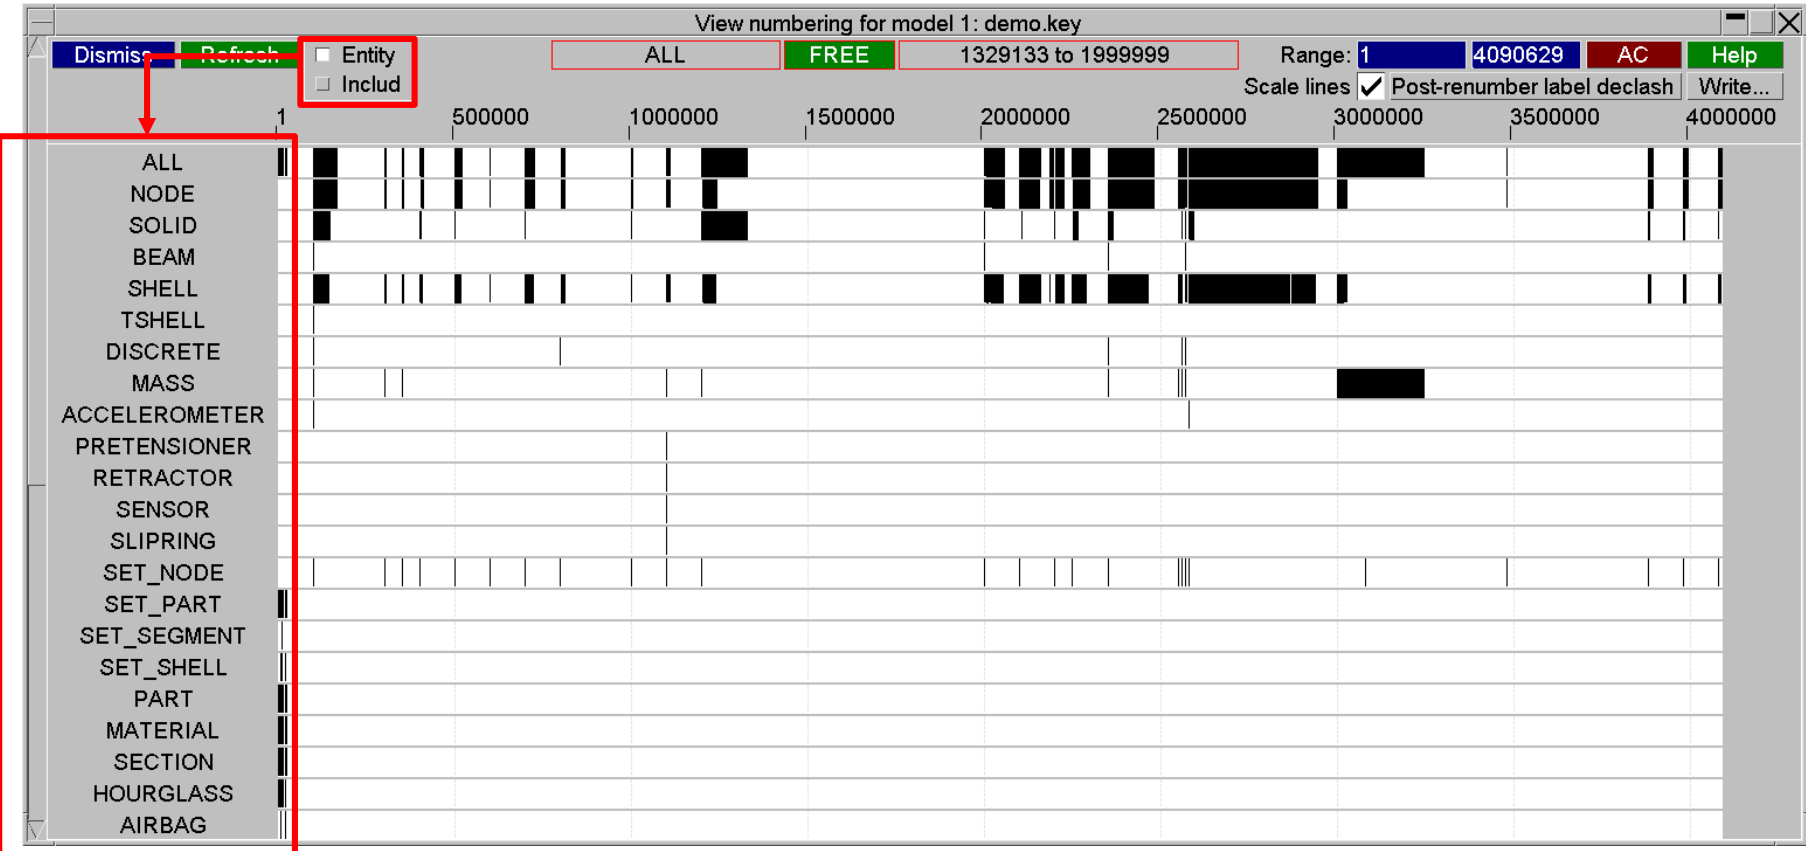 View numbering for model 1: demo.key
Dismiss Refresh Entity ALL FREE 1329133 to 1999999 Range: 1 4090629 AC Help
Includ Scale lines Post-renumber label declash Write...
1 500000 1000000 1500000 2000000 2500000 3000000 3500000 4000000
ALL
NODE
SOLID
BEAM
SHELL
TSHELL
DISCRETE
MASS
ACCELEROMETER
PRETENSIONER
RETRACTOR
SENSOR
SLIPRING
SET_NODE
SET_PART
SET_SEGMENT
SET_SHELL
PART
MATERIAL
SECTION
HOURGLASS
AIRBAG